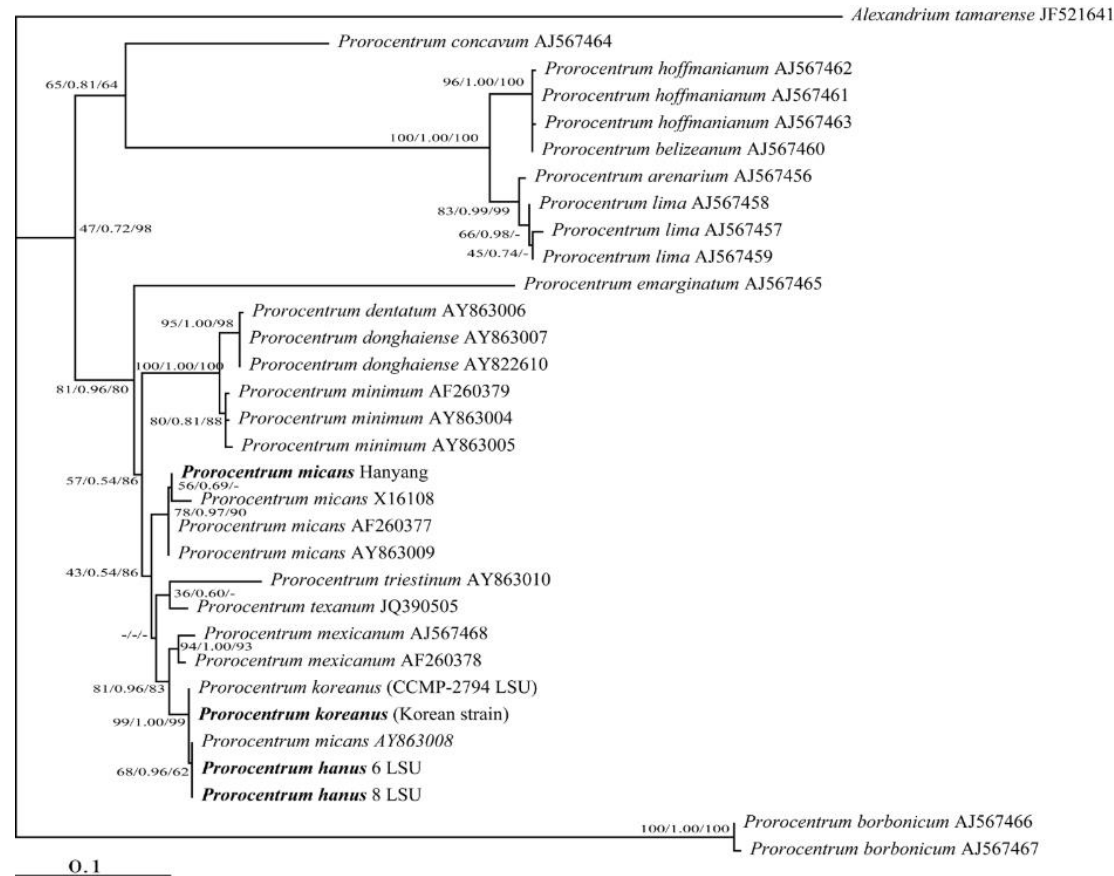 Alexandrium tamarense JF521641
Prorocentrum concavum AJ567464
Prorocentrum hoffmanianum AJ567462
96/1.00/100
65/0.81/64
Prorocentrum hoffmanianum AJ567461
Prorocentrum hoffmanianum AJ567463
100/1.00/100
Prorocentrum belizeanum AJ567460
Prorocentrum arenarium AJ567456
Prorocentrum lima AJ567458
83/0.99/99
47/0.72/98
Prorocentrum lima AJ567457
66/0.98/-
45/0.74/-
Prorocentrum lima AJ567459
Prorocentrum emarginatum AJ567465
Prorocentrum dentatum AY863006
95/1.00/98
Prorocentrum donghaiense AY863007
Prorocentrum donghaiense AY822610
100/1.00/100
81/0.96/80
Prorocentrum minimum AF260379
Prorocentrum minimum AY863004
80/0.81/88
Prorocentrum minimum AY863005
Prorocentrum micans Hanyang
57/0.54/86
56/0.69/-
Prorocentrum micans X16108
78/0.97/90
Prorocentrum micans AF260377
Prorocentrum micans AY863009
43/0.54/86
Prorocentrum triestinum AY863010
36/0.60/-
Prorocentrum texanum JQ390505
-/-/-
Prorocentrum mexicanum AJ567468
94/1.00/93
Prorocentrum mexicanum AF260378
81/0.96/83
Prorocentrum koreanus (CCMP-2794 LSU)
Prorocentrum koreanus (Korean strain)
99/1.00/99
Prorocentrum micans AY863008
Prorocentrum hanus 6 LSU
68/0.96/62
Prorocentrum hanus 8 LSU
Prorocentrum borbonicum AJ567466
100/1.00/100
Prorocentrum borbonicum AJ567467
0.1